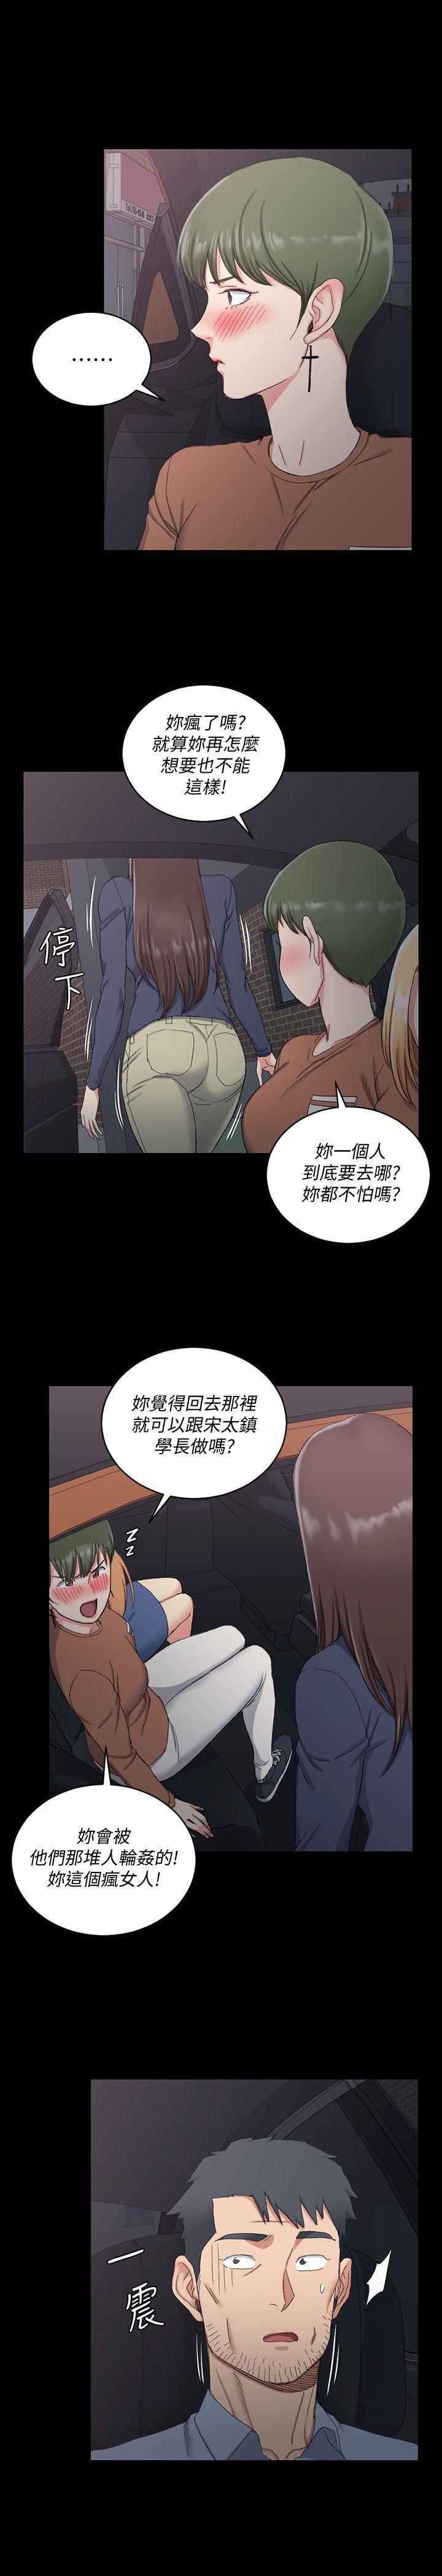 ……
妳瘋了嗎?
就算妳再怎麼
想要也不能
這樣!
停下
妳一個人
到底要去哪?
妳都不怕嗎?
妳覺得回去那裡
就可以跟宋太鎮
學長做嗎?
zz
妳會被
他們那堆人輪姦的!
妳這個瘋女人!
一震